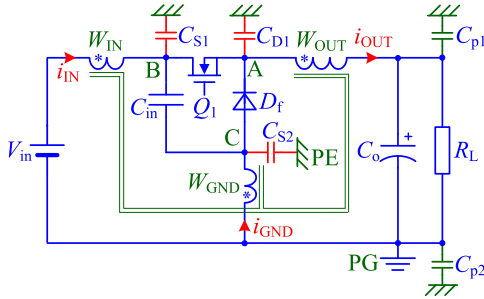 C_S1
C_D1
C_p1
W_IN
W_OUT
i_OUT
*
*
i_IN
B
A
Q_1
C_in
D_f
C
C_S2
V_in
PE
C_o
+
R_L
W_GND
*
i_GND
PG
C_p2